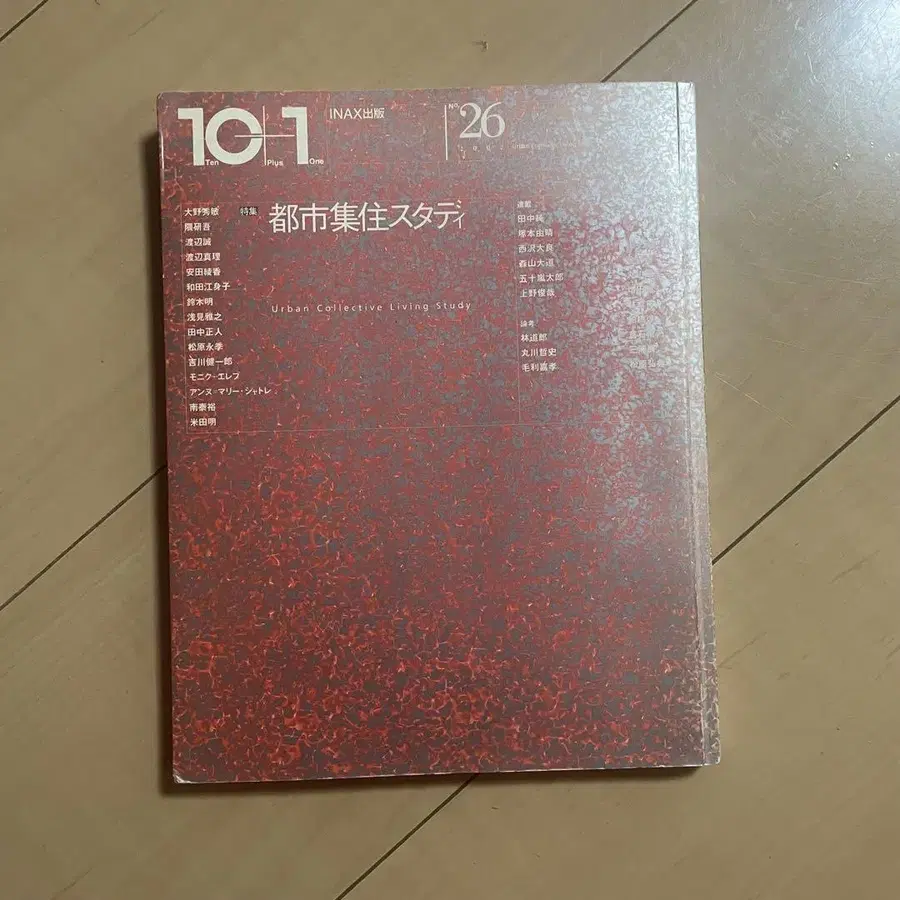 10+1
Ten Plus One
INAX出版
No. 26
特集
都市集住スタディ
Urban Collective Living Study
大野秀敏
隈研吾
渡辺誠
渡辺真理
安田綾香
和田江身子
鈴木明
浅見雅之
田中正人
松原永季
吉川健一郎
モニク・エレブ
アンヌ=マリー・シャトレ
南泰裕
米田明
連載
田中純
塚本由晴
西沢大良
森山大道
五十嵐太郎
上野俊哉
論考
林道郎
丸川哲史
毛利嘉孝